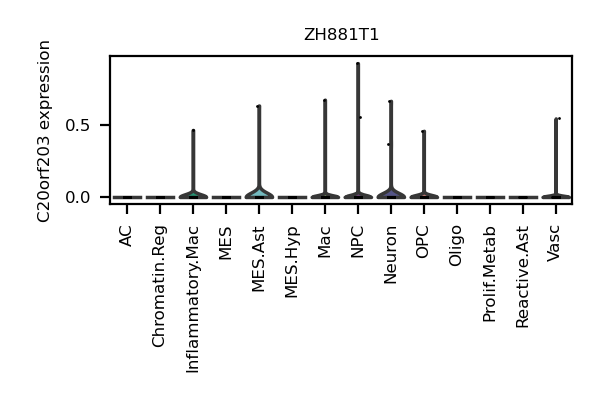 ZH881T1
C20orf203 expression
0.5
0.0
AC
Chromatin.Reg
Inflammatory.Mac
MES
MES.Ast
MES.Hyp
Mac
NPC
Neuron
OPC
Oligo
Prolif.Metab
Reactive.Ast
Vasc